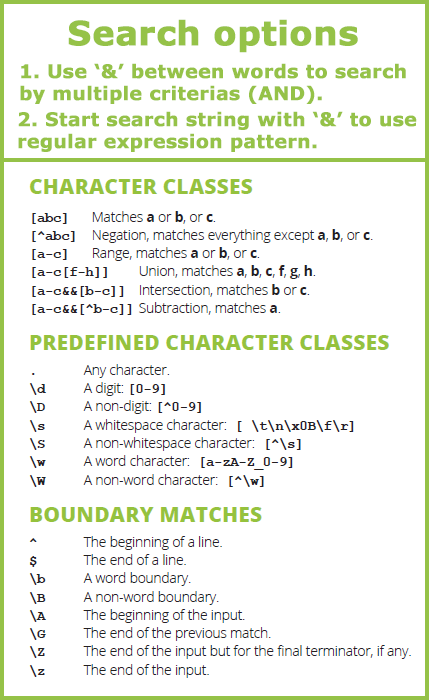 Search options
1. Use ‘&’ between words to search
by multiple criterias (AND).
2. Start search string with ‘&’ to use
regular expression pattern.
CHARACTER CLASSES
[abc] Matches a or b, or c.
[^abc] Negation, matches everything except a, b, or c.
[a-c] Range, matches a or b, or c.
[a-c[f-h]] Union, matches a, b, c, f, g, h.
[a-c&&[b-c]] Intersection, matches b or c.
[a-c&&[^b-c]] Subtraction, matches a.
PREDEFINED CHARACTER CLASSES
. Any character.
\d A digit: [0-9]
\D A non-digit: [^0-9]
\s A whitespace character: [ \t\n\x0B\f\r]
\S A non-whitespace character: [^\s]
\w A word character: [a-zA-Z_0-9]
\W A non-word character: [^\w]
BOUNDARY MATCHES
^ The beginning of a line.
$ The end of a line.
\b A word boundary.
\B A non-word boundary.
\A The beginning of the input.
\G The end of the previous match.
\Z The end of the input but for the final terminator, if any.
\z The end of the input.